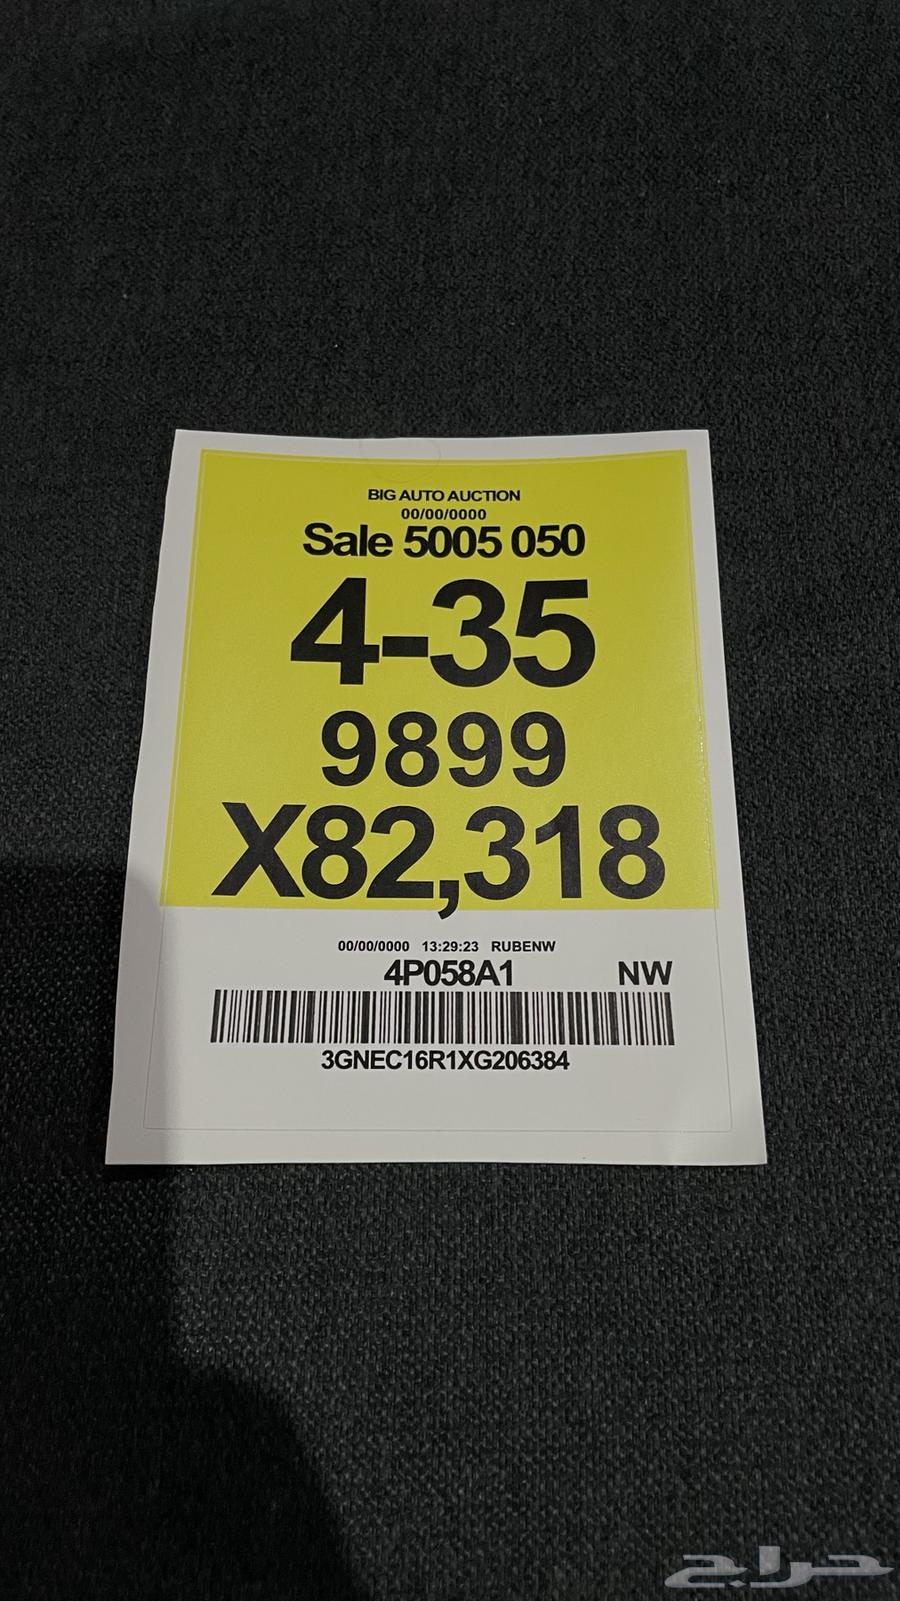 BIG AUTO AUCTION
00/00/0000
Sale 5005 050
4-35
9899
X82,318
00/00/0000 13:29:23 RUBENW
4P058A1 NW
3GNEC16R1XG206384
حراج